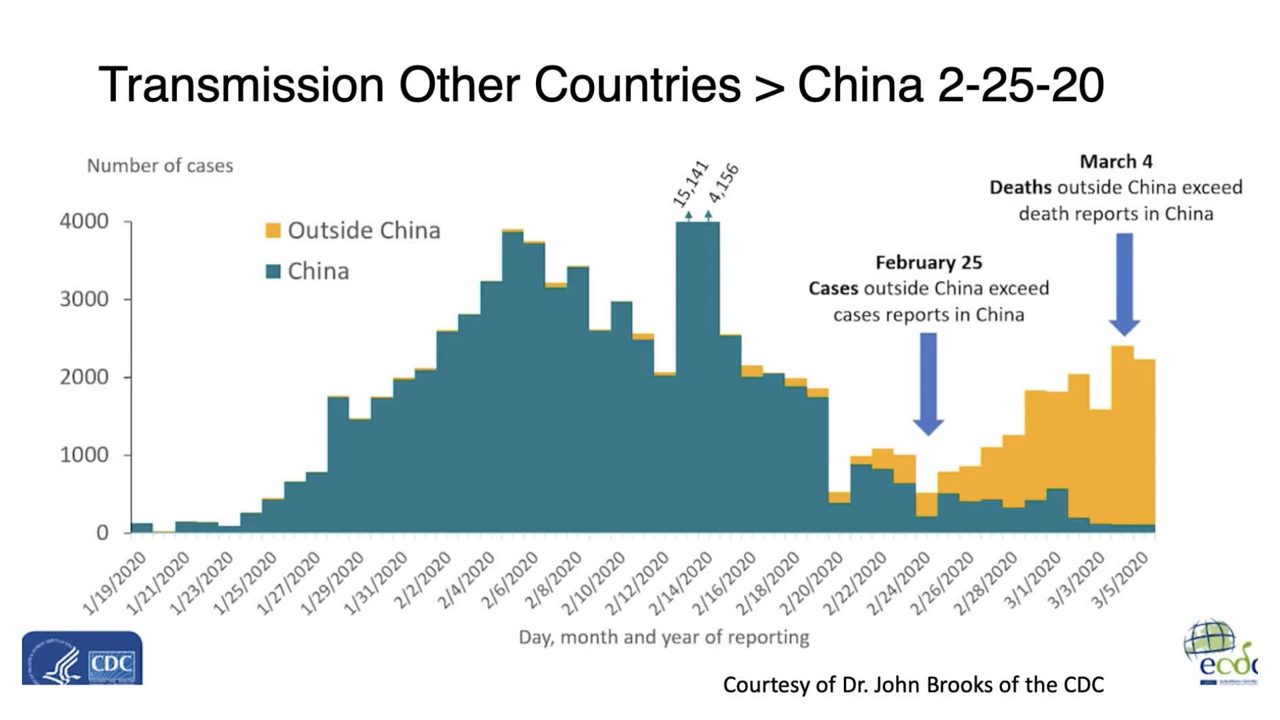 Transmission Other Countries > China 2-25-20
Number of cases
15,141
4,156
March 4
Deaths outside China exceed
death reports in China
4000
Outside China
China
February 25
Cases outside China exceed
cases reports in China
3000
2000
1000
0
1/19/2020
1/21/2020
1/23/2020
1/25/2020
1/27/2020
1/29/2020
1/31/2020
2/2/2020
2/4/2020
2/6/2020
2/8/2020
2/10/2020
2/12/2020
2/14/2020
2/16/2020
2/18/2020
2/20/2020
2/22/2020
2/24/2020
2/26/2020
2/28/2020
3/1/2020
3/3/2020
3/5/2020
Day, month and year of reporting
CDC
ecdc
Courtesy of Dr. John Brooks of the CDC